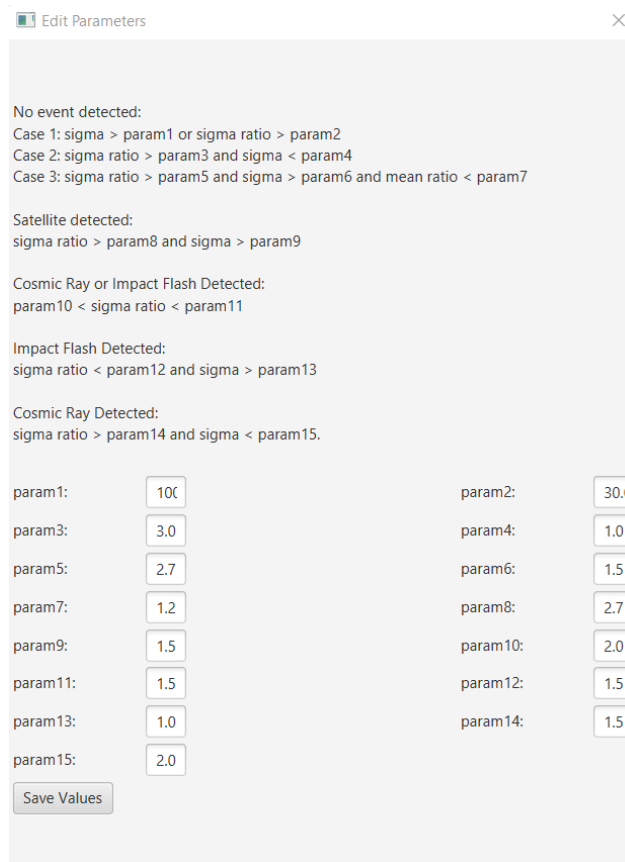 Edit Parameters
No event detected:
Case 1: sigma > param1 or sigma ratio > param2
Case 2: sigma ratio > param3 and sigma < param4
Case 3: sigma ratio > param5 and sigma > param6 and mean ratio < param7
Satellite detected:
sigma ratio > param8 and sigma > param9
Cosmic Ray or Impact Flash Detected:
param10 < sigma ratio < param11
Impact Flash Detected:
sigma ratio < param12 and sigma > param13
Cosmic Ray Detected:
sigma ratio > param14 and sigma < param15.
param1: 100 param2: 30.
param3: 3.0 param4: 1.0
param5: 2.7 param6: 1.5
param7: 1.2 param8: 2.7
param9: 1.5 param10: 2.0
param11: 1.5 param12: 1.5
param13: 1.0 param14: 1.5
param15: 2.0
Save Values